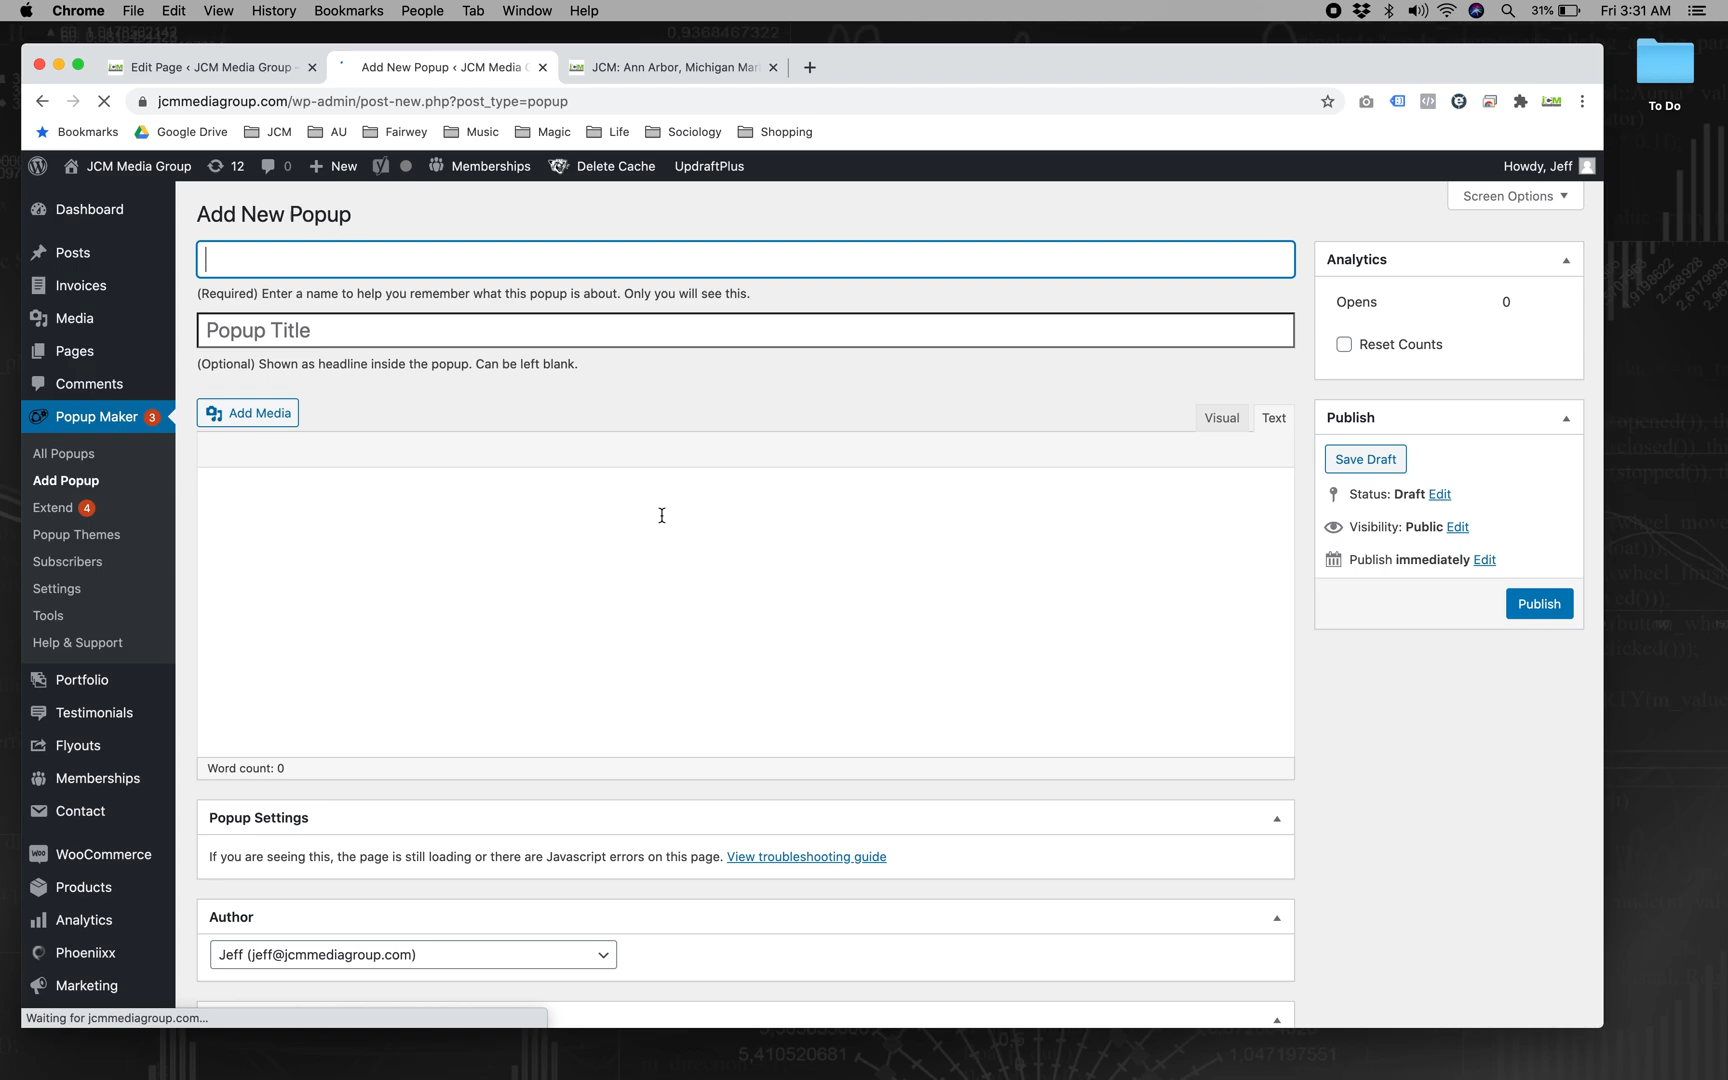 Chrome File Edit View History Bookmarks People Tab Window Help
31% Fri 3:31 AM
0,9368467322
Edit Page ‹ JCM Media Group -
Add New Popup ‹ JCM Media
JCM: Ann Arbor, Michigan Mar
To Do
jcmmediagroup.com/wp-admin/post-new.php?post_type=popup
Bookmarks Google Drive JCM AU Fairwey Music Magic Life Sociology Shopping
JCM Media Group 12 0 New Memberships Delete Cache UpdraftPlus Howdy, Jeff
Screen Options
Dashboard
Posts
Invoices
Media
Pages
Comments
Popup Maker 3
All Popups
Add Popup
Extend 4
Popup Themes
Subscribers
Settings
Tools
Help & Support
Portfolio
Testimonials
Flyouts
Memberships
Contact
WooCommerce
Products
Analytics
Phoeniixx
Marketing
Add New Popup
(Required) Enter a name to help you remember what this popup is about. Only you will see this.
Popup Title
(Optional) Shown as headline inside the popup. Can be left blank.
Add Media
Visual Text
Word count: 0
Popup Settings
If you are seeing this, the page is still loading or there are Javascript errors on this page. View troubleshooting guide
Author
Jeff (jeff@jcmmediagroup.com)
Analytics
Opens 0
Reset Counts
Publish
Save Draft
Status: Draft Edit
Visibility: Public Edit
Publish immediately Edit
Publish
Waiting for jcmmediagroup.com...
5,410520681
1,047197551